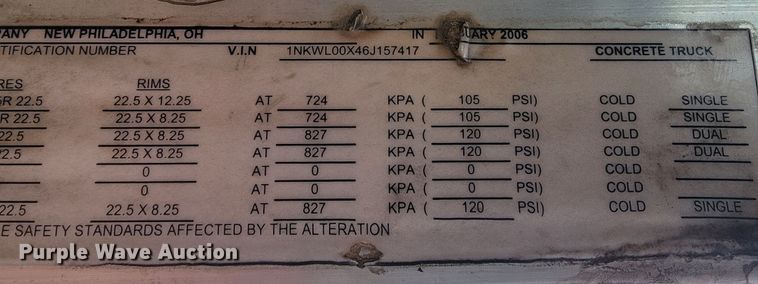 PANY NEW PHILADELPHIA, OH IN UARY 2006
TIFICATION NUMBER V.I.N 1NKWL00X46J157417 CONCRETE TRUCK
RES RIMS
5R 22.5 22.5 X 12.25 AT 724 KPA ( 105 PSI) COLD SINGLE
R 22.5 22.5 X 8.25 AT 724 KPA ( 105 PSI) COLD SINGLE
22.5 22.5 X 8.25 AT 827 KPA ( 120 PSI) COLD DUAL
22.5 22.5 X 8.25 AT 827 KPA ( 120 PSI) COLD DUAL
0 AT 0 KPA ( 0 PSI) COLD
0 AT 0 KPA ( 0 PSI) COLD
22.5 22.5 X 8.25 AT 827 KPA ( 120 PSI) COLD SINGLE
E SAFETY STANDARDS AFFECTED BY THE ALTERATION
Purple Wave Auction